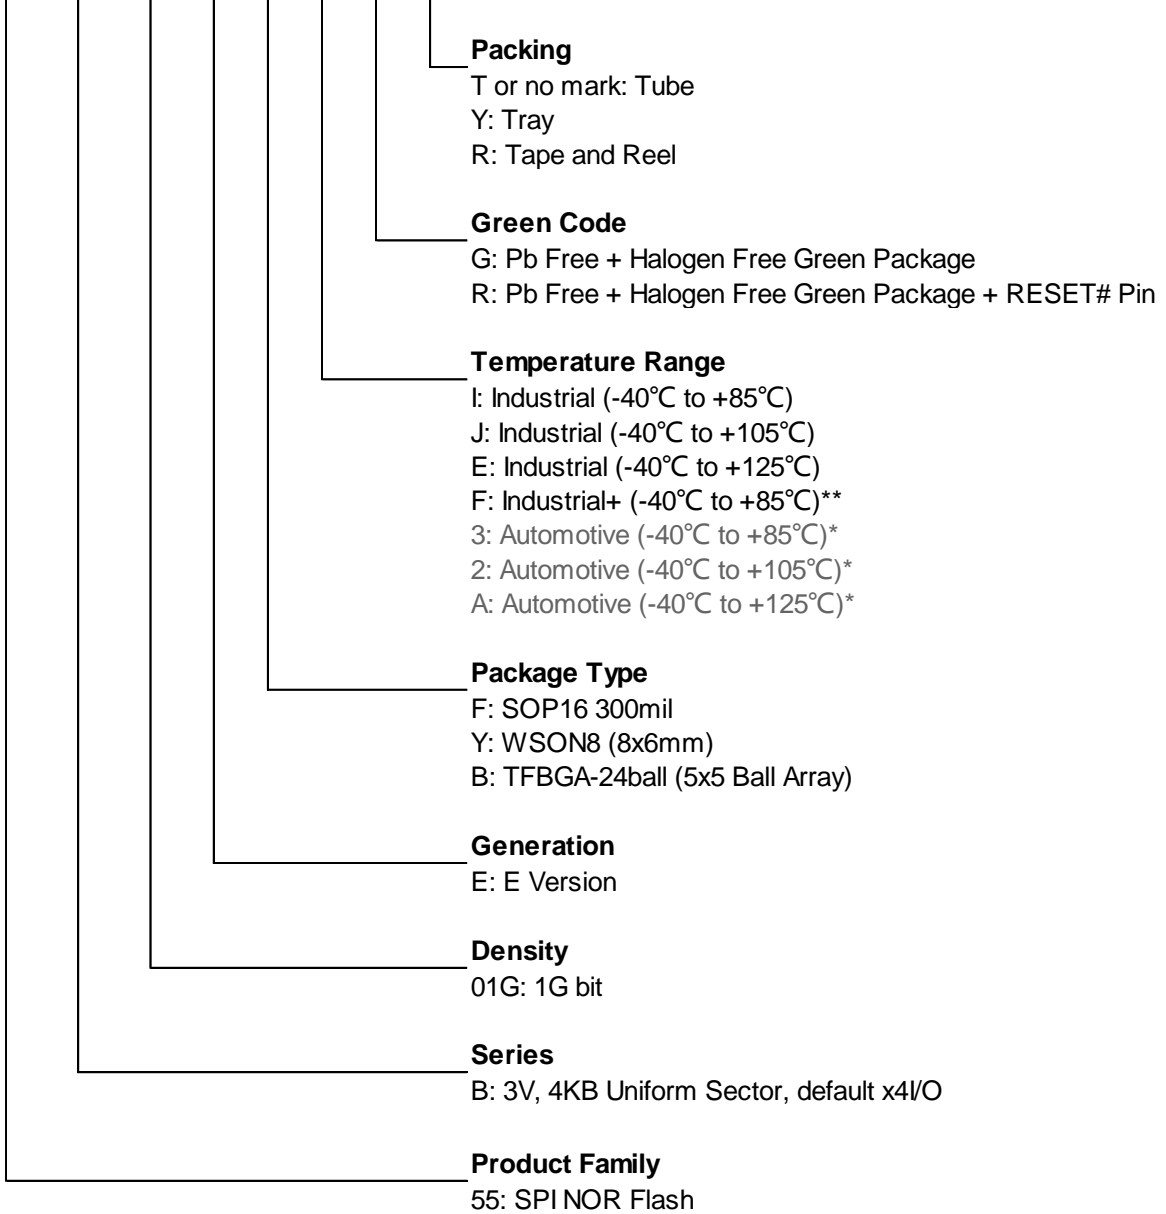 Packing
T or no mark: Tube
Y: Tray
R: Tape and Reel
Green Code
G: Pb Free + Halogen Free Green Package
R: Pb Free + Halogen Free Green Package + RESET# Pin
Temperature Range
I: Industrial (-40℃ to +85℃)
J: Industrial (-40℃ to +105℃)
E: Industrial (-40℃ to +125℃)
F: Industrial+ (-40℃ to +85℃)**
3: Automotive (-40℃ to +85℃)*
2: Automotive (-40℃ to +105℃)*
A: Automotive (-40℃ to +125℃)*
Package Type
F: SOP16 300mil
Y: WSON8 (8x6mm)
B: TFBGA-24ball (5x5 Ball Array)
Generation
E: E Version
Density
01G: 1G bit
Series
B: 3V, 4KB Uniform Sector, default x4I/O
Product Family
55: SPI NOR Flash